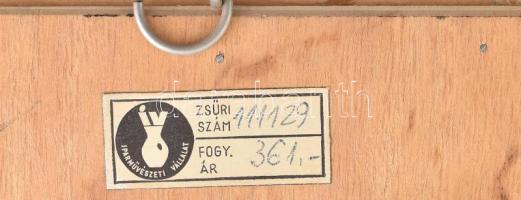 iv
IPARMŰVÉSZETI VÁLLALAT
ZSŰRI
SZÁM 111129
FOGY.
ÁR 361,-